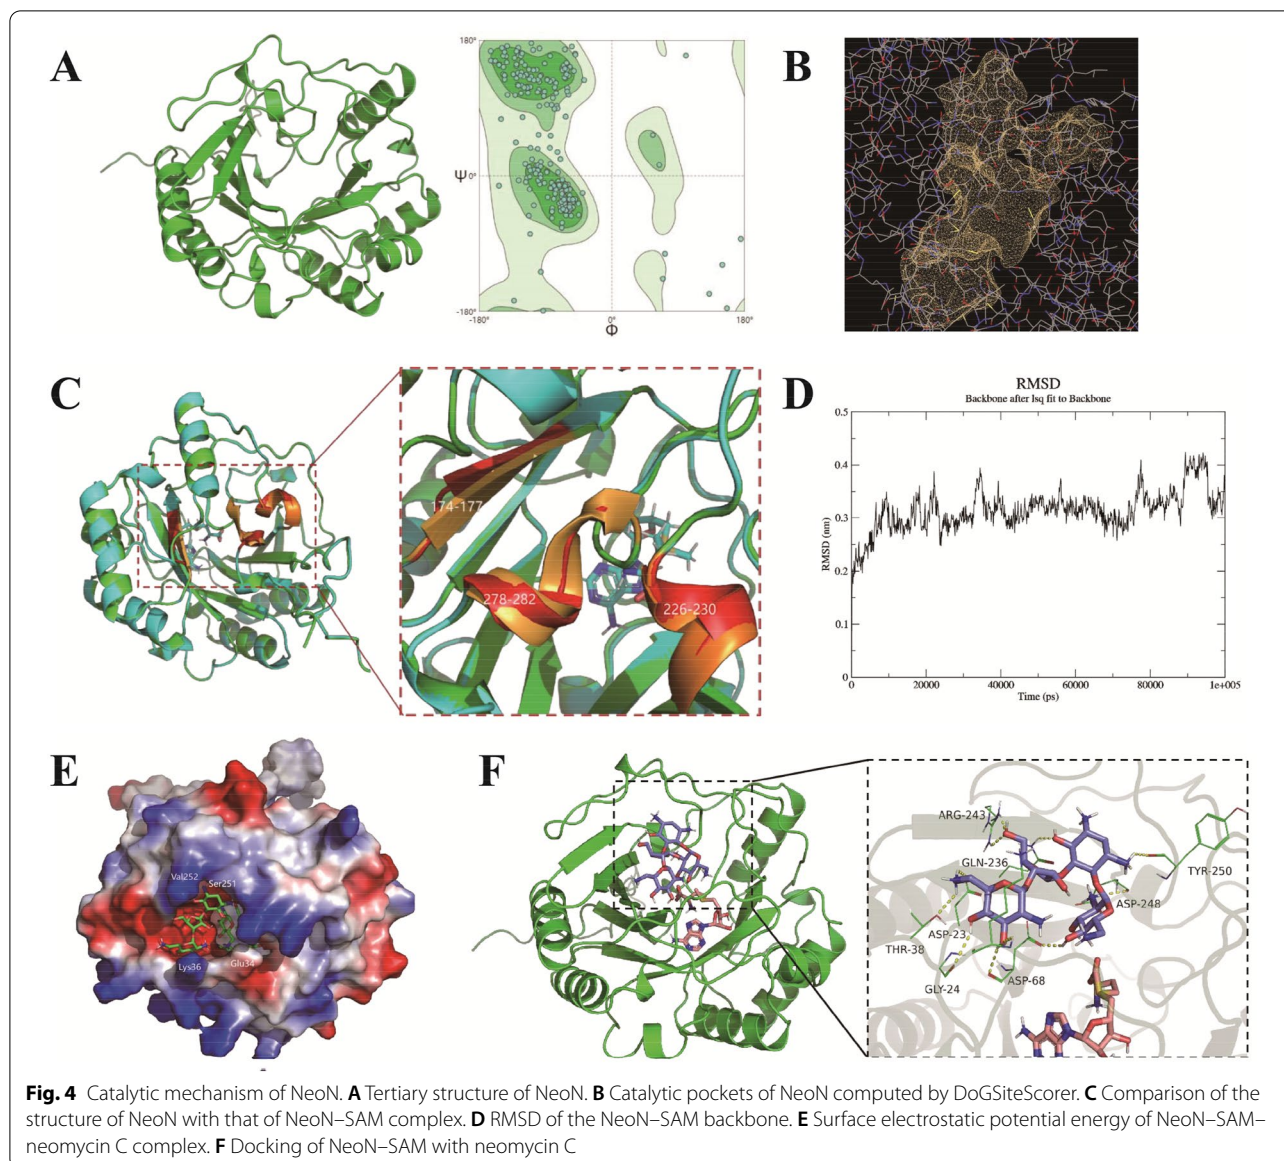 A
180°
Ψ
0°
-180°
-180°
0°
180°
Φ
B
C
174-177
278-282
226-230
D
RMSD
Backbone after lsq fit to Backbone
0.5
0.4
0.3
0.2
0.1
0
RMSD (nm)
0
20000
40000
60000
80000
1e+005
Time (ps)
E
Val252
Ser251
Lys36
Glu34
F
ARG-243
GLN-236
TYR-250
ASP-248
ASP-23
THR-38
GLY-24
ASP-68
Fig. 4 Catalytic mechanism of NeoN. A Tertiary structure of NeoN. B Catalytic pockets of NeoN computed by DoGSiteScorer. C Comparison of the
structure of NeoN with that of NeoN–SAM complex. D RMSD of the NeoN–SAM backbone. E Surface electrostatic potential energy of NeoN–SAM–
neomycin C complex. F Docking of NeoN–SAM with neomycin C